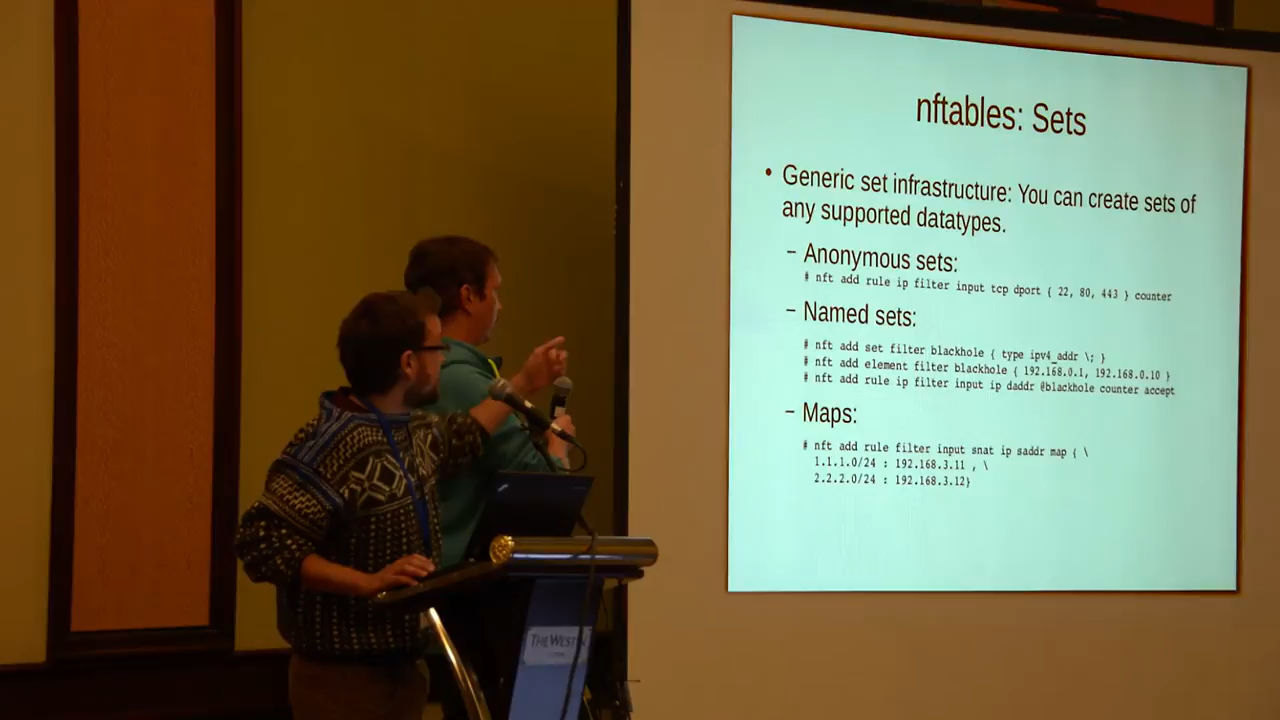 nftables: Sets
• Generic set infrastructure: You can create sets of
any supported datatypes.
– Anonymous sets:
# nft add rule ip filter input tcp dport { 22, 80, 443 } counter
– Named sets:
# nft add set filter blackhole { type ipv4_addr \; }
# nft add element filter blackhole { 192.168.0.1, 192.168.0.10 }
# nft add rule ip filter input ip daddr @blackhole counter accept
– Maps:
# nft add rule filter input snat ip saddr map { \
1.1.1.0/24 : 192.168.3.11 , \
2.2.2.0/24 : 192.168.3.12}
THE WESTIN